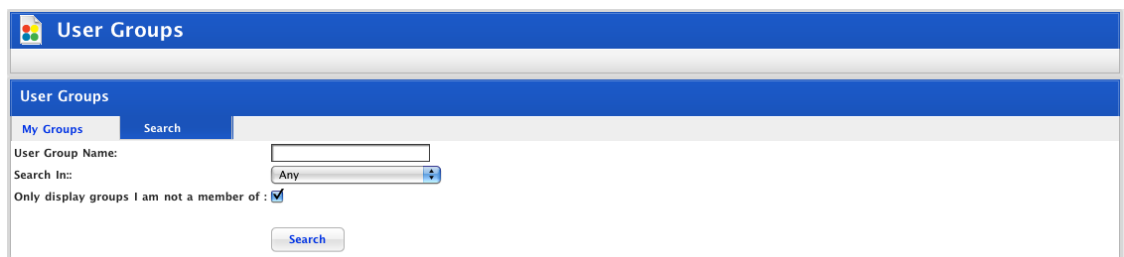 User Groups
User Groups
My Groups Search
User Group Name:
Search In::  Any
Only display groups I am not a member of :
Search